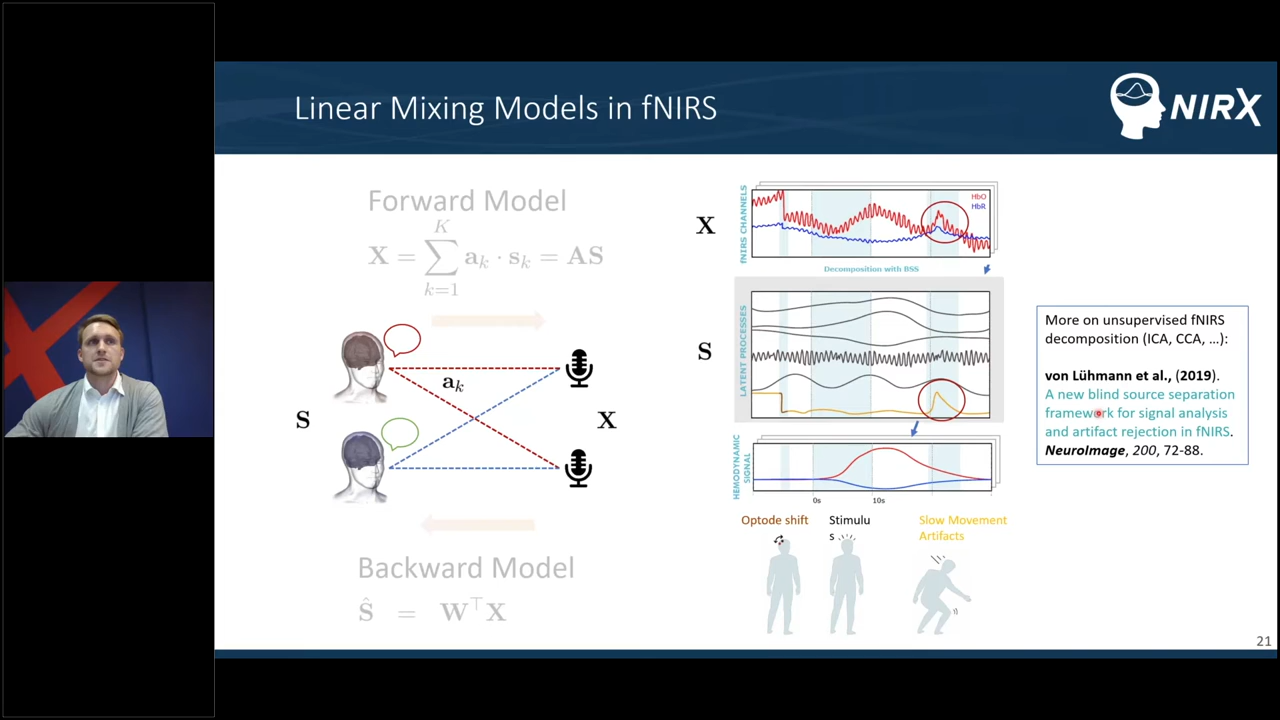 Linear Mixing Models in fNIRS
NIRX
Forward Model
K
X = ∑ aₖ · sₖ = AS
k=1
aₖ
S
X
Backward Model
Ŝ = W⊤X
X
fNIRS CHANNELS
HbO
HbR
Decomposition with BSS
S
LATENT PROCESSES
HEMODYNAMIC
SIGNAL
0s
10s
Optode shift
Stimulu
s
Slow Movement
Artifacts
More on unsupervised fNIRS
decomposition (ICA, CCA, …):
von Lühmann et al., (2019).
A new blind source separation
framework for signal analysis
and artifact rejection in fNIRS.
NeuroImage, 200, 72-88.
21